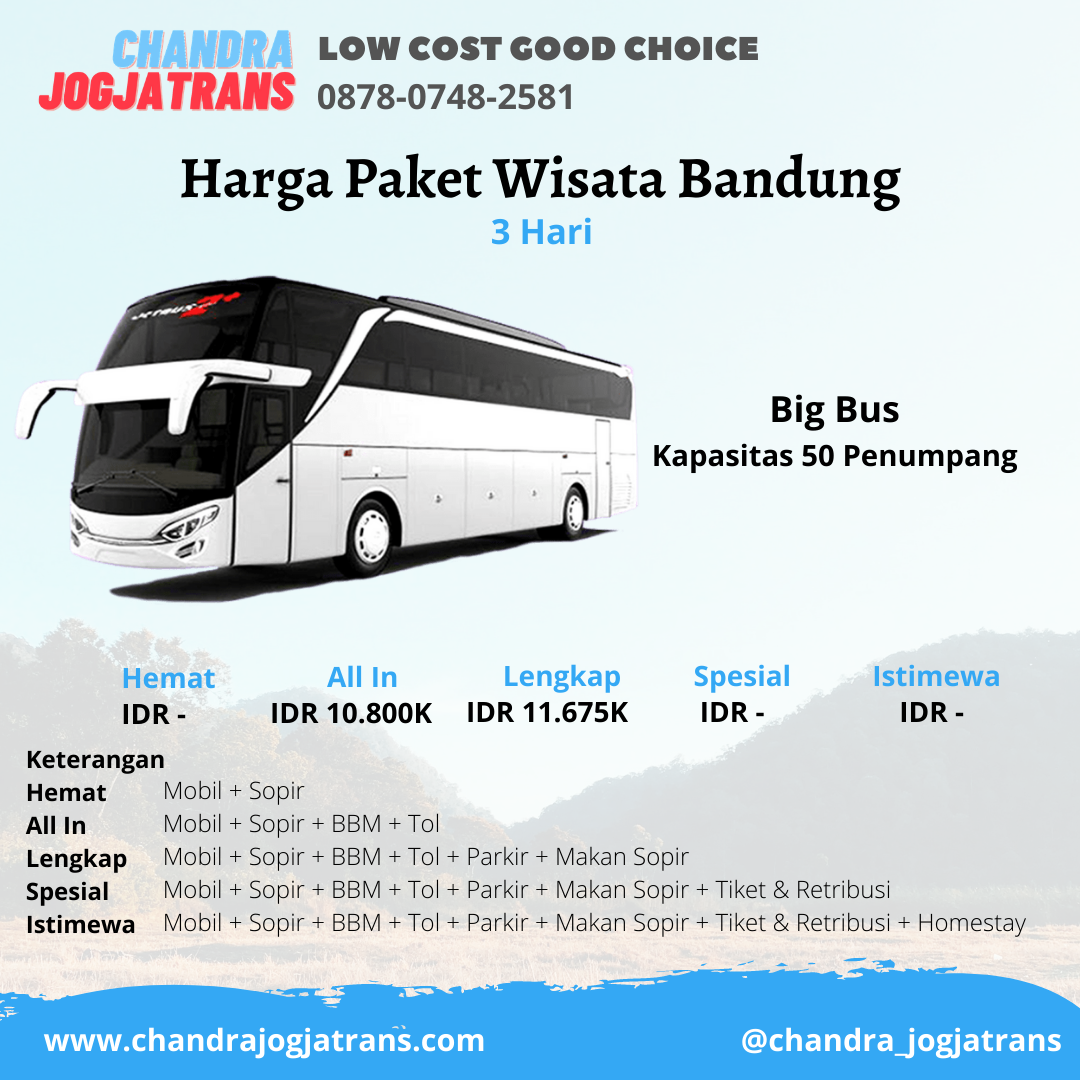 CHANDRA
JOGJATRANS
LOW COST GOOD CHOICE
0878-0748-2581
Harga Paket Wisata Bandung
3 Hari
Big Bus
Kapasitas 50 Penumpang
Hemat
IDR -
All In
IDR 10.800K
Lengkap
IDR 11.675K
Spesial
IDR -
Istimewa
IDR -
Keterangan
Hemat Mobil + Sopir
All In Mobil + Sopir + BBM + Tol
Lengkap Mobil + Sopir + BBM + Tol + Parkir + Makan Sopir
Spesial Mobil + Sopir + BBM + Tol + Parkir + Makan Sopir + Tiket & Retribusi
Istimewa Mobil + Sopir + BBM + Tol + Parkir + Makan Sopir + Tiket & Retribusi + Homestay
www.chandrajogjatrans.com
@chandra_jogjatrans